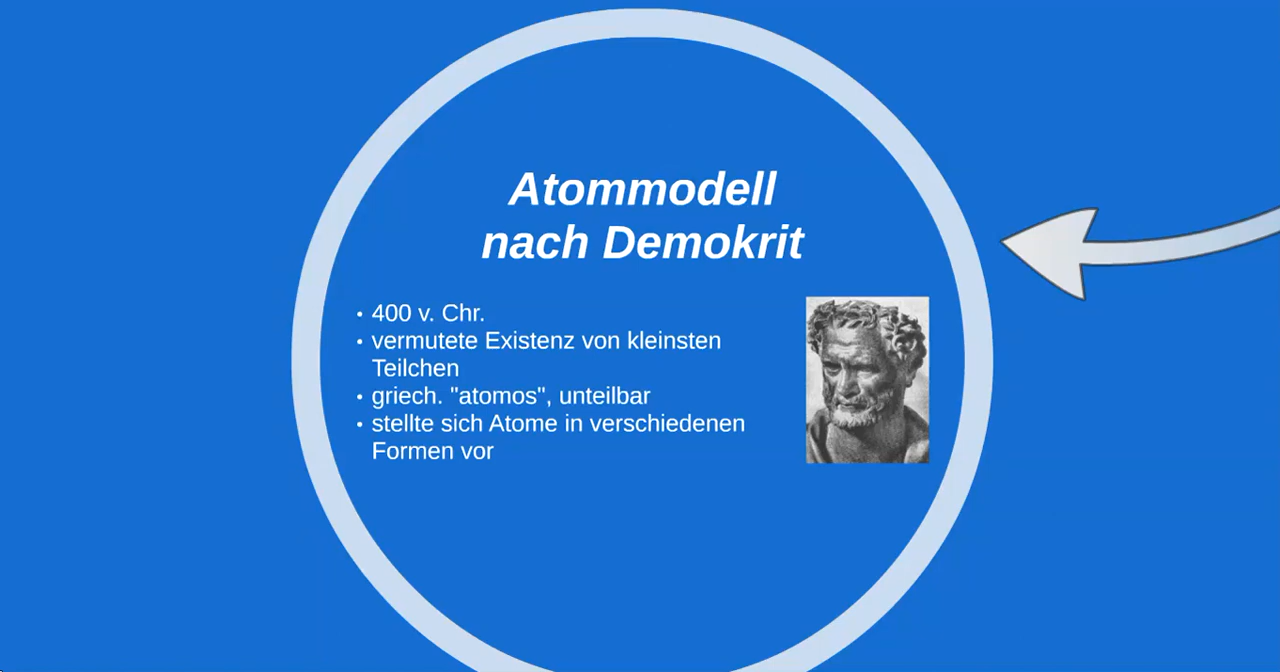 Atommodell
nach Demokrit
• 400 v. Chr.
• vermutete Existenz von kleinsten
Teilchen
• griech. "atomos", unteilbar
• stellte sich Atome in verschiedenen
Formen vor